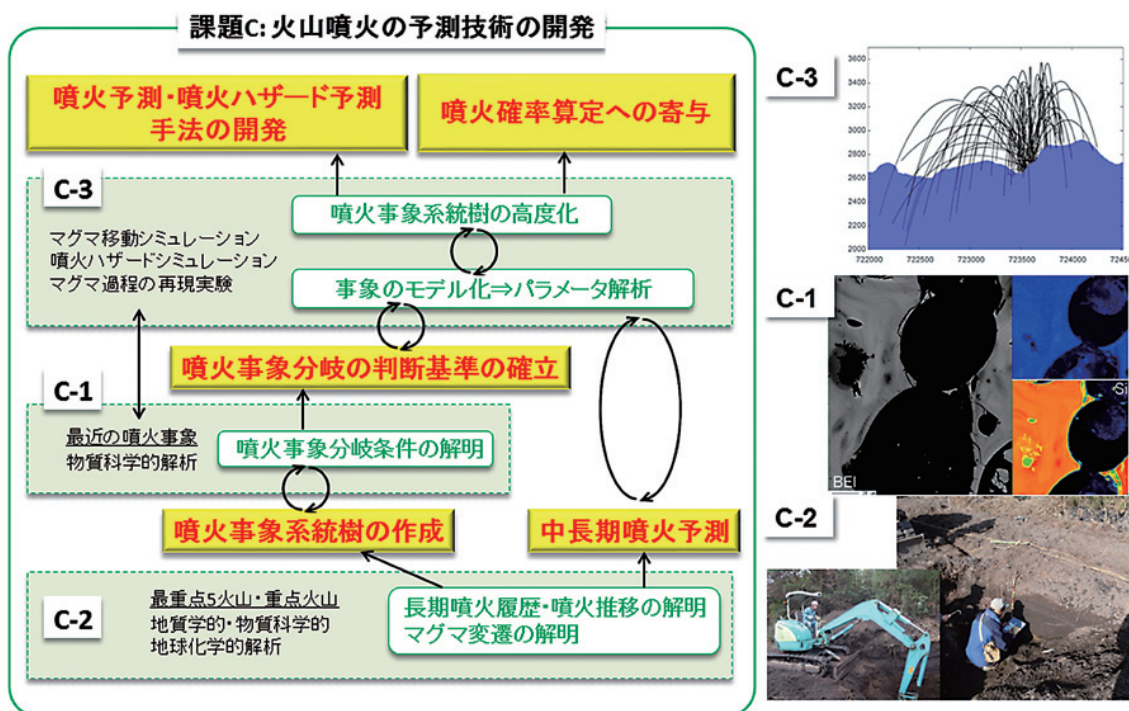 課題C: 火山噴火の予測技術の開発
噴火予測・噴火ハザード予測
手法の開発
噴火確率算定への寄与
C-3
噴火事象系統樹の高度化
マグマ移動シミュレーション
噴火ハザードシミュレーション
マグマ過程の再現実験
事象のモデル化⇒パラメータ解析
噴火事象分岐の判断基準の確立
C-1
最近の噴火事象
物質科学的解析
噴火事象分岐条件の解明
噴火事象系統樹の作成
中長期噴火予測
C-2
最重点5火山・重点火山
地質学的・物質科学的
地球化学的解析
長期噴火履歴・噴火推移の解明
マグマ変遷の解明
C-3
3600
3400
3200
3000
2800
2600
2400
2200
2000
722000
722500
723000
723500
724000
72450
C-1
Si
BEI
C-2